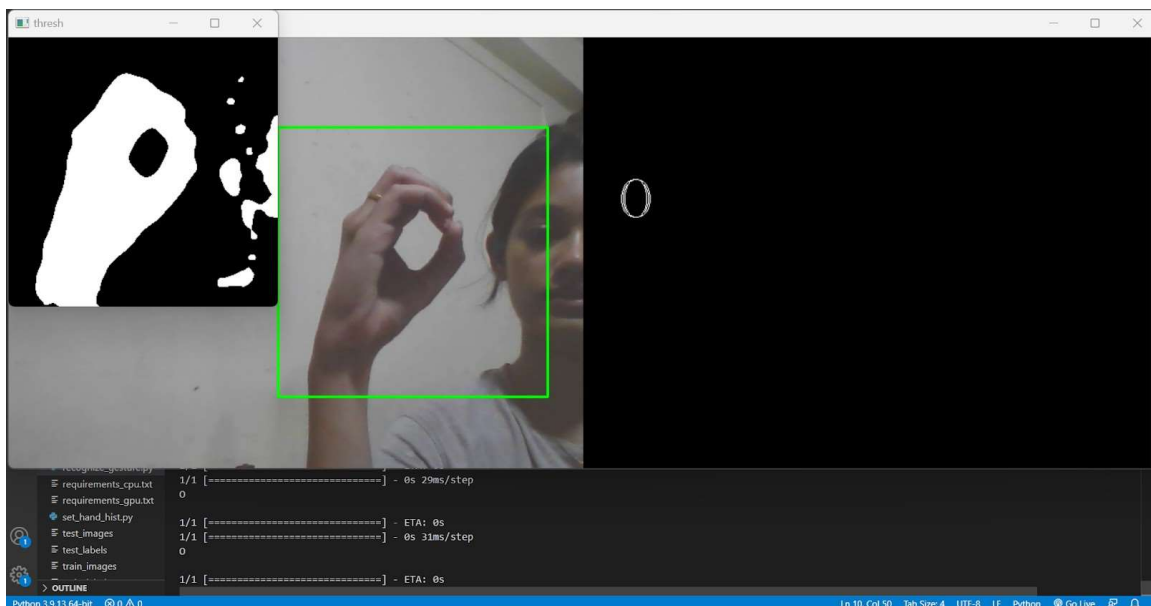 thresh
O
recognize_gesture.py
requirements_cpu.txt
requirements_gpu.txt
set_hand_hist.py
test_images
test_labels
train_images
> OUTLINE
1/1 [==============================] - 0s 29ms/step
O
1/1 [==============================] - ETA: 0s
1/1 [==============================] - 0s 31ms/step
O
1/1 [==============================] - ETA: 0s
1
1
Python 3.9.13 64-bit 0 0 Ln 10, Col 50 Tab Size: 4 UTF-8 LF Python Go Live